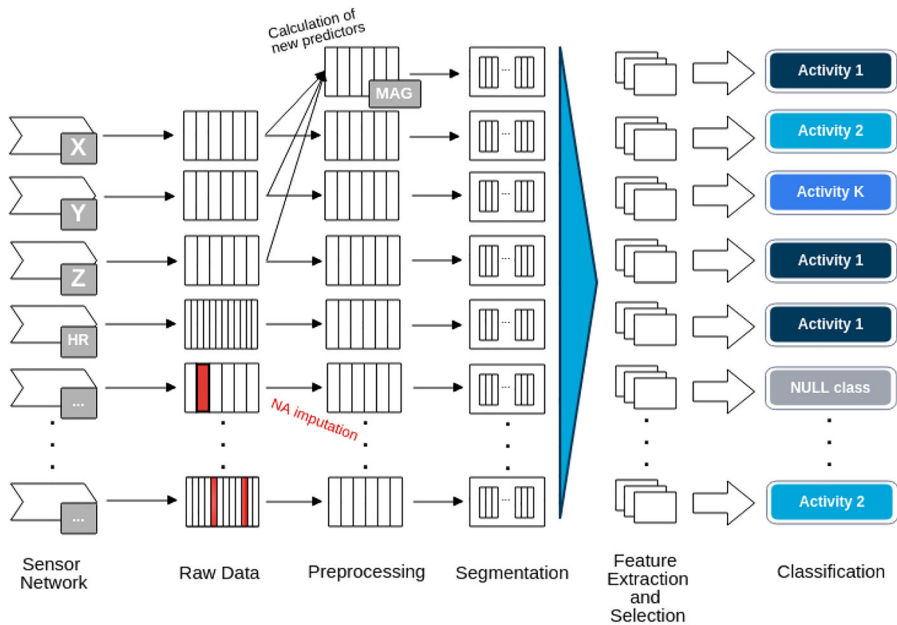 Calculation of
new predictors
MAG
Activity 1
X
Activity 2
Y
Activity K
Z
Activity 1
HR
Activity 1
...
NA imputation
NULL class
...
Activity 2
...
...
...
...
...
...
...
Sensor
Network
Raw Data
Preprocessing
Segmentation
Feature
Extraction
and
Selection
Classification